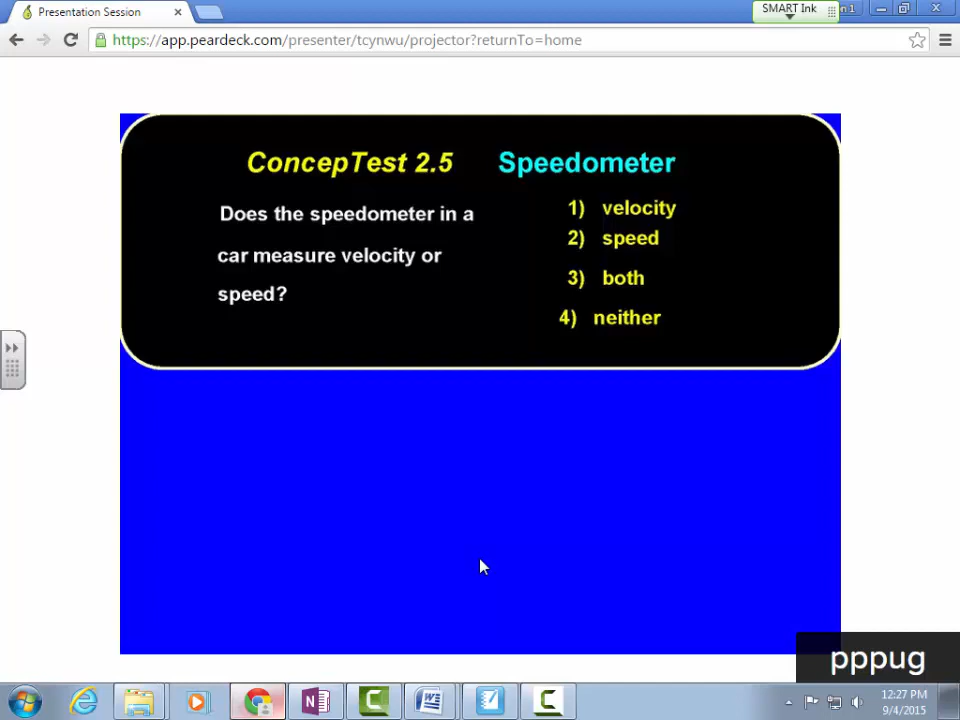 Presentation Session
SMART Ink
https://app.peardeck.com/presenter/tcynwu/projector?returnTo=home
ConcepTest 2.5 Speedometer
Does the speedometer in a
car measure velocity or
speed?
1) velocity
2) speed
3) both
4) neither
pppug
12:27 PM
9/4/2015